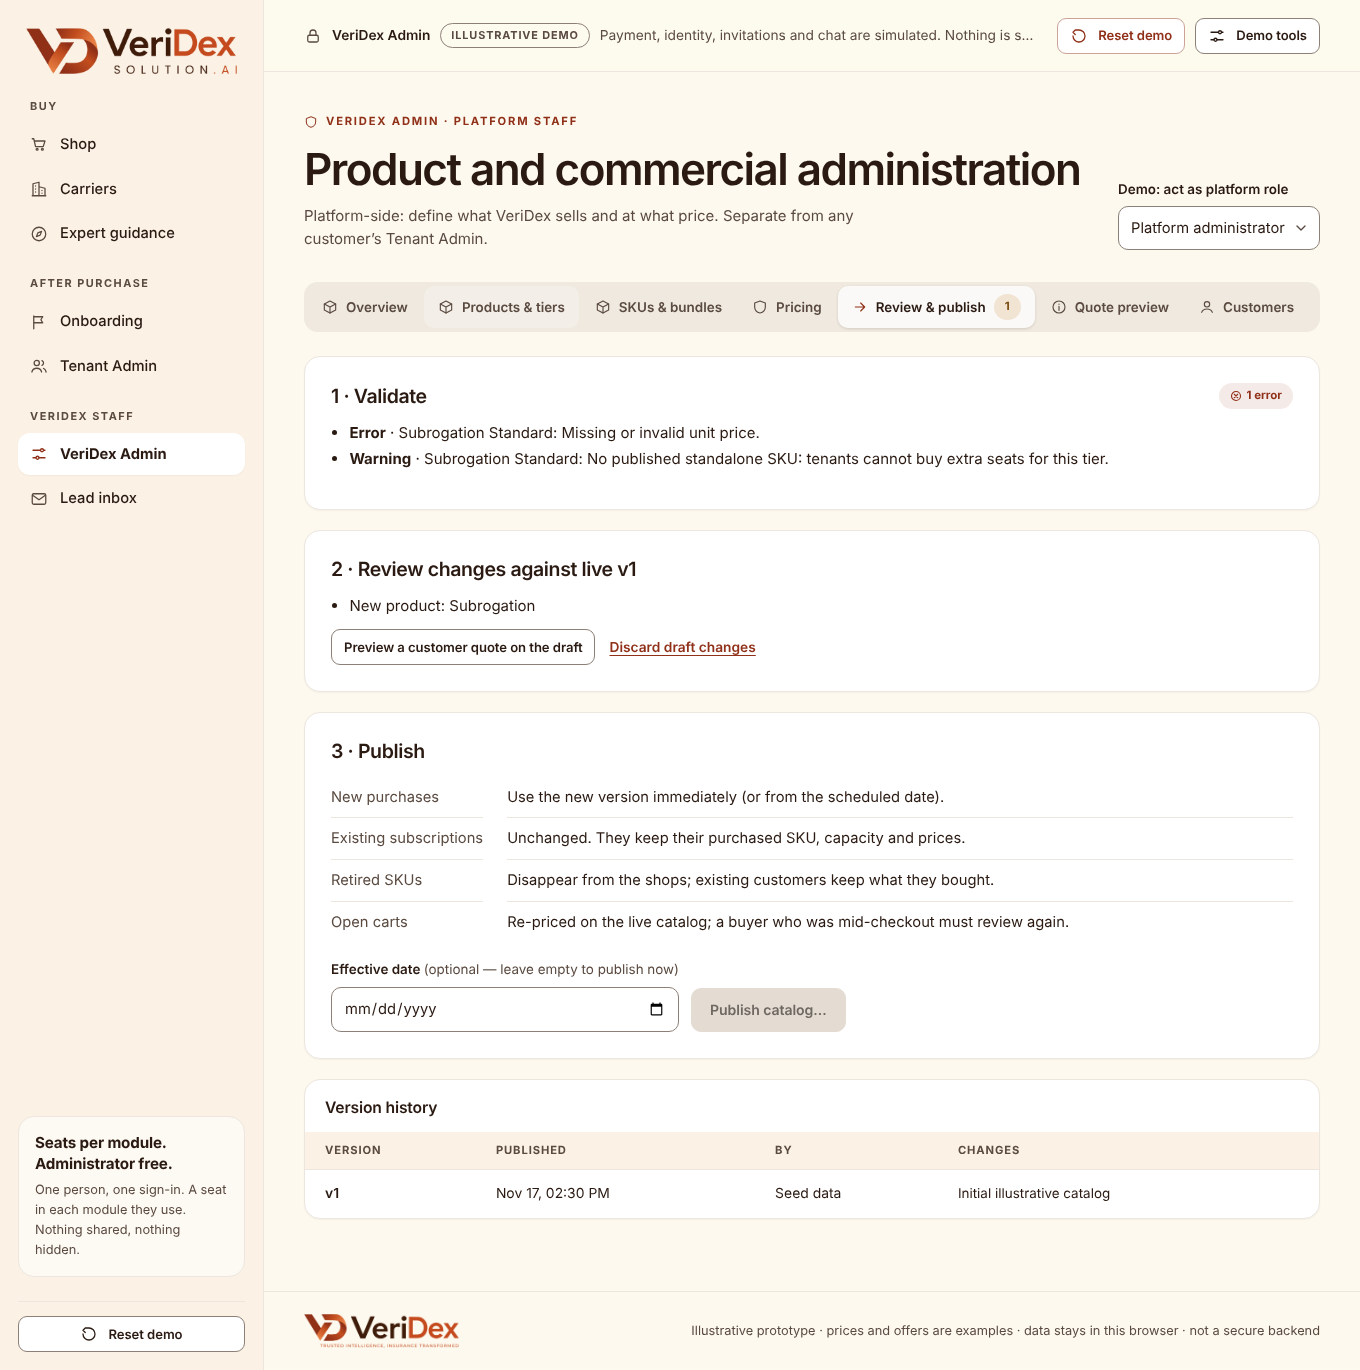 VeriDex
SOLUTION.AI
BUY
Shop
Carriers
Expert guidance
AFTER PURCHASE
Onboarding
Tenant Admin
VERIDEX STAFF
VeriDex Admin
Lead inbox
Seats per module.
Administrator free.
One person, one sign-in. A seat
in each module they use.
Nothing shared, nothing
hidden.
Reset demo
VeriDex Admin
ILLUSTRATIVE DEMO
Payment, identity, invitations and chat are simulated. Nothing is s...
Reset demo
Demo tools
VERIDEX ADMIN · PLATFORM STAFF
Product and commercial administration
Platform-side: define what VeriDex sells and at what price. Separate from any
customer’s Tenant Admin.
Demo: act as platform role
Platform administrator
Overview
Products & tiers
SKUs & bundles
Pricing
Review & publish 1
Quote preview
Customers
1 · Validate
1 error
• Error · Subrogation Standard: Missing or invalid unit price.
• Warning · Subrogation Standard: No published standalone SKU: tenants cannot buy extra seats for this tier.
2 · Review changes against live v1
• New product: Subrogation
Preview a customer quote on the draft
Discard draft changes
3 · Publish
New purchases Use the new version immediately (or from the scheduled date).
Existing subscriptions Unchanged. They keep their purchased SKU, capacity and prices.
Retired SKUs Disappear from the shops; existing customers keep what they bought.
Open carts Re-priced on the live catalog; a buyer who was mid-checkout must review again.
Effective date (optional — leave empty to publish now)
mm/dd/yyyy
Publish catalog...
Version history
VERSION PUBLISHED BY CHANGES
v1 Nov 17, 02:30 PM Seed data Initial illustrative catalog
VeriDex
TRUSTED INTELLIGENCE, INSURANCE TRANSFORMED
Illustrative prototype · prices and offers are examples · data stays in this browser · not a secure backend